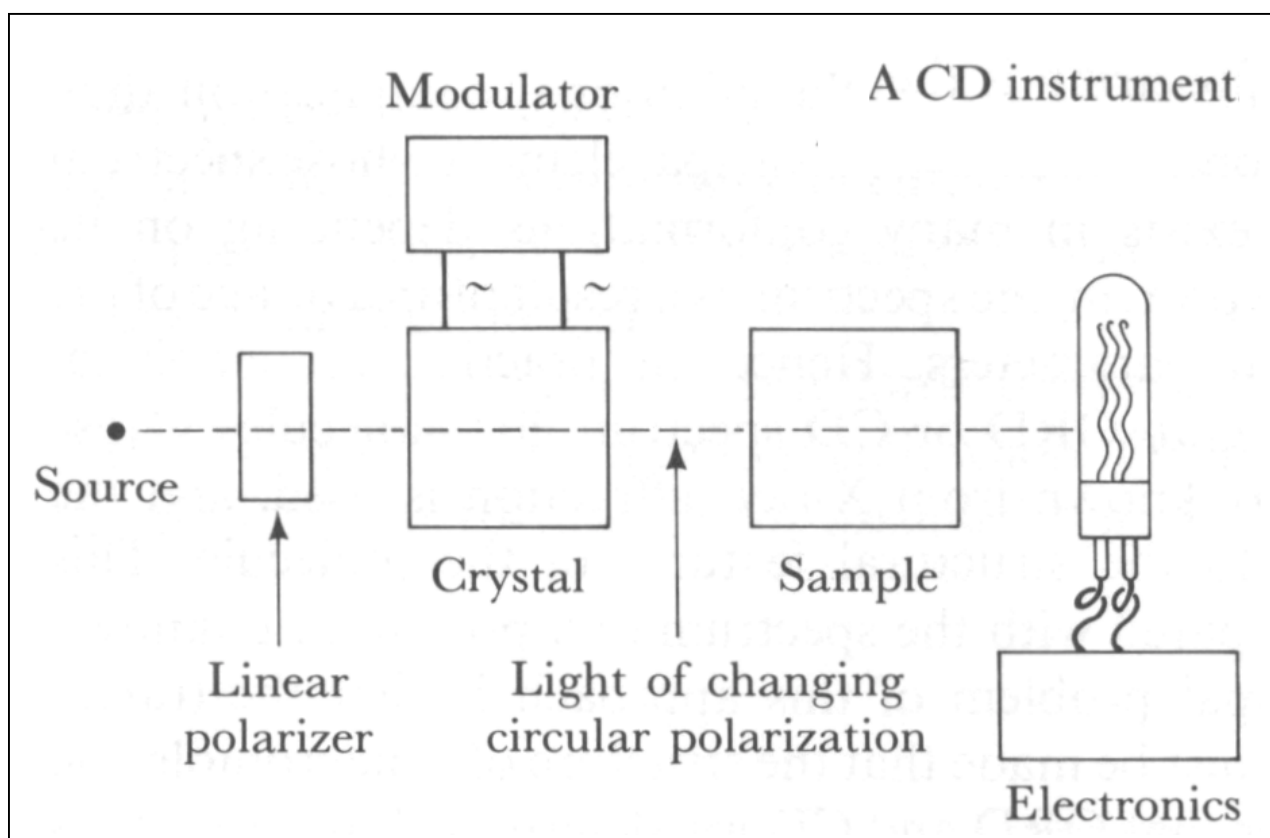 A CD instrument
Modulator
~ ~
Source
Crystal
Sample
Linear
polarizer
Light of changing
circular polarization
Electronics